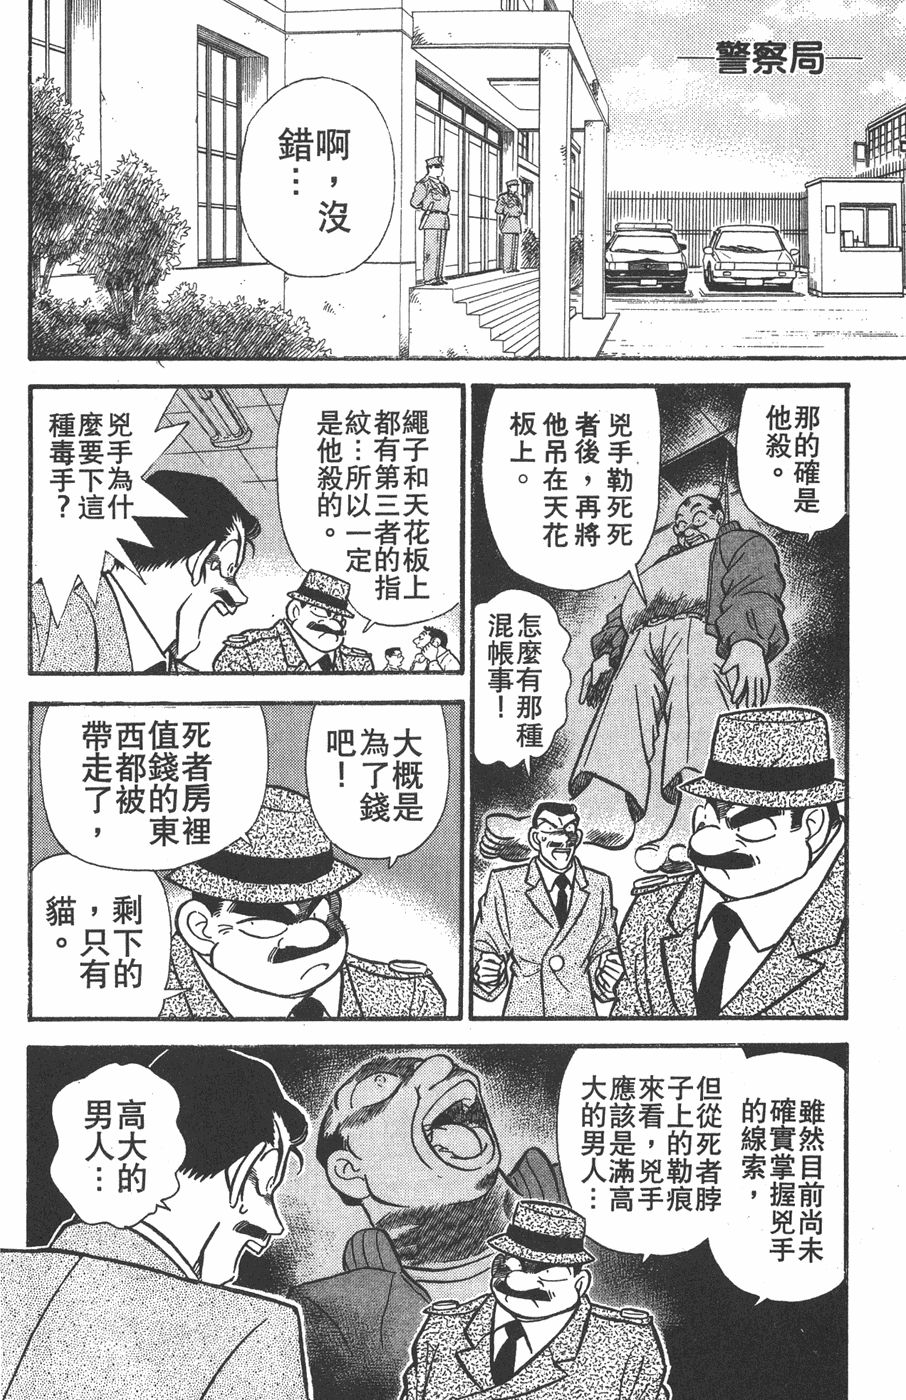 警察局
啊，沒
錯…
那的確是
他殺。
兇手勒死死
者後，再將
他吊在天花
板上。
怎麼有那種
混帳事！
繩子和天花板上
都有第三者的指
紋…所以一定
是他殺的。
兇手為什
麼要下這
種毒手？
大概是
為了錢
吧！
死者房裡
值錢的東
西都被
帶走了，
剩下的
，只有
貓。
雖然目前尚未
確實掌握兇手
的線索，
但從死者脖
子上的勒痕
來看，兇手
應該是滿高
大的男人…
高大的
男人…